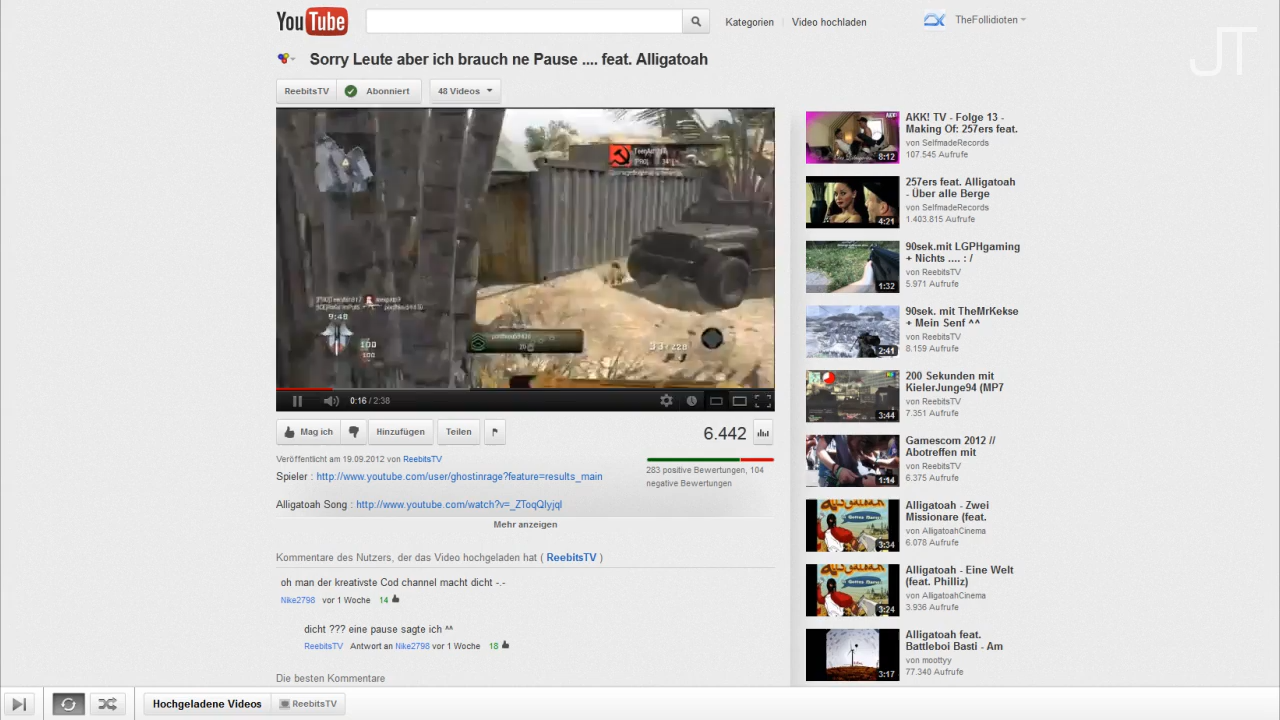 You Tube
Kategorien
Video hochladen
TheFollidioten
JT
Sorry Leute aber ich brauch ne Pause .... feat. Alligatoah
ReebitsTV
Abonniert
48 Videos
9:48
100
100
0:16 / 2:38
Mag ich
Hinzufügen
Teilen
6.442
Veröffentlicht am 19.09.2012 von ReebitsTV
283 positive Bewertungen, 104
negative Bewertungen
Spieler : http://www.youtube.com/user/ghostinrage?feature=results_main
Alligatoah Song : http://www.youtube.com/watch?v=_ZToqQlyjqI
Mehr anzeigen
Kommentare des Nutzers, der das Video hochgeladen hat ( ReebitsTV )
oh man der kreativste Cod channel macht dicht -.-
Nike2798 vor 1 Woche 14
dicht ??? eine pause sagte ich ^^
ReebitsTV Antwort an Nike2798 vor 1 Woche 18
Die besten Kommentare
AKK! TV - Folge 13 -
Making Of: 257ers feat.
von SelfmadeRecords
107.545 Aufrufe
8:12
257ers feat. Alligatoah
- Über alle Berge
von SelfmadeRecords
1.403.815 Aufrufe
4:21
90sek.mit LGPHgaming
+ Nichts .... : /
von ReebitsTV
5.971 Aufrufe
1:32
90sek. mit TheMrKekse
+ Mein Senf ^^
von ReebitsTV
8.159 Aufrufe
2:41
200 Sekunden mit
KielerJunge94 (MP7
von ReebitsTV
7.351 Aufrufe
3:44
Gamescom 2012 //
Abotreffen mit
von ReebitsTV
6.375 Aufrufe
1:14
Alligatoah - Zwei
Missionare (feat.
von AlligatoahCinema
6.078 Aufrufe
3:34
Alligatoah - Eine Welt
(feat. Philliz)
von AlligatoahCinema
3.936 Aufrufe
3:24
Alligatoah feat.
Battleboi Basti - Am
von moottyy
77.340 Aufrufe
3:17
Hochgeladene Videos
ReebitsTV